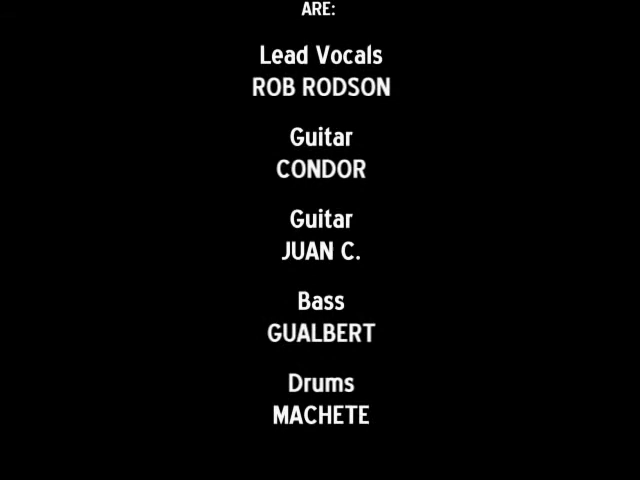 ARE:
Lead Vocals
ROB RODSON
Guitar
CONDOR
Guitar
JUAN C.
Bass
GUALBERT
Drums
MACHETE